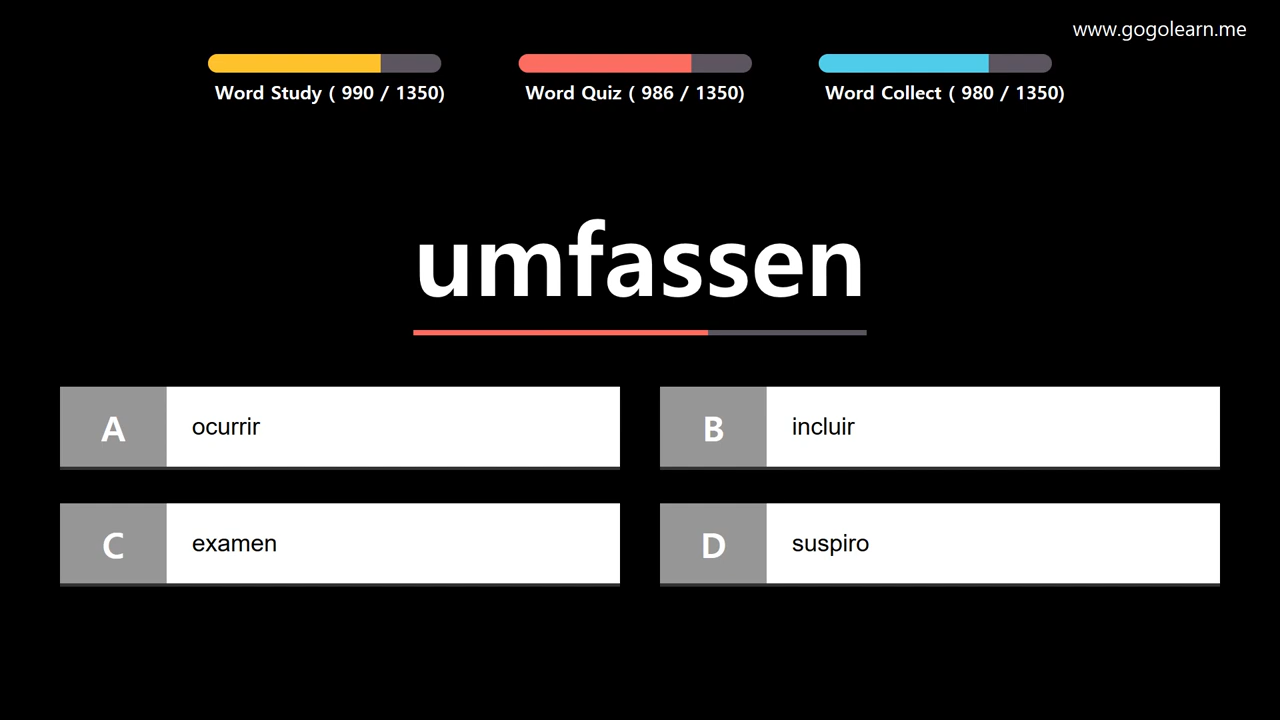 www.gogolearn.me
Word Study ( 990 / 1350)
Word Quiz ( 986 / 1350)
Word Collect ( 980 / 1350)
umfassen
A ocurrir
B incluir
C examen
D suspiro